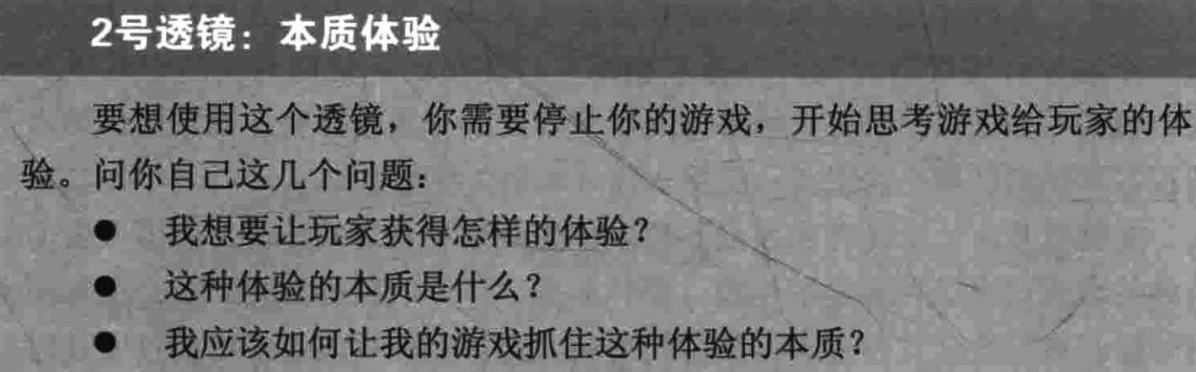 2号透镜：本质体验
要想使用这个透镜，你需要停止你的游戏，开始思考游戏给玩家的体
验。问你自己这几个问题：
● 我想要让玩家获得怎样的体验？
● 这种体验的本质是什么？
● 我应该如何让我的游戏抓住这种体验的本质？